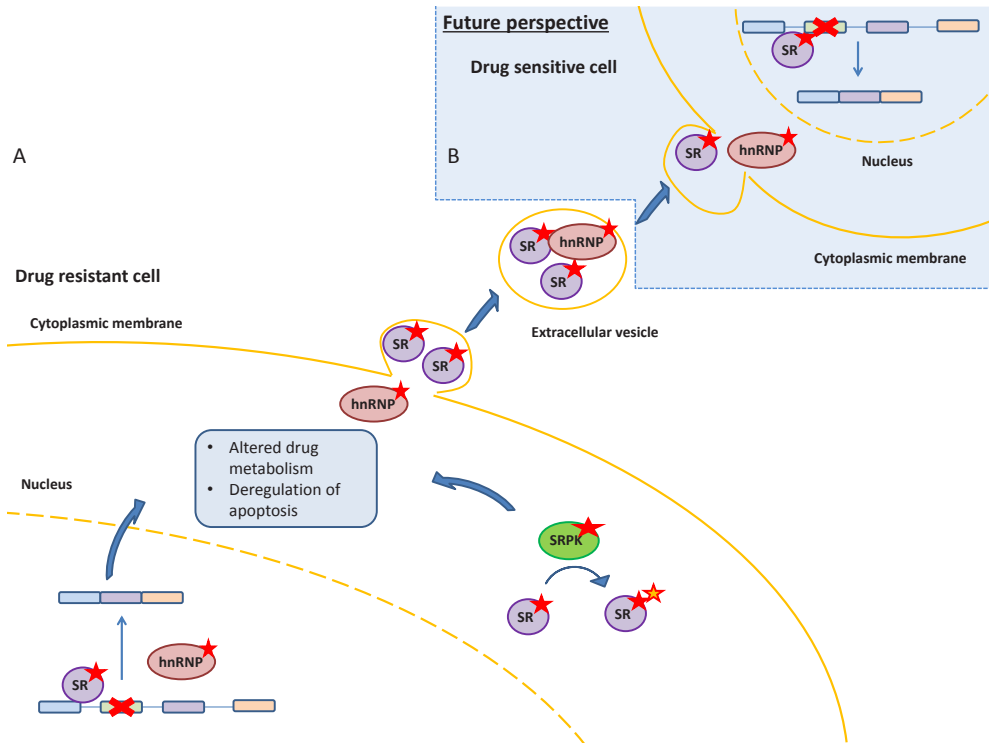 Future perspective
Drug sensitive cell
SR
SR
hnRNP
Nucleus
Cytoplasmic membrane
B
A
SR
hnRNP
SR
Extracellular vesicle
Drug resistant cell
Cytoplasmic membrane
SR
SR
hnRNP
• Altered drug
metabolism
• Deregulation of
apoptosis
Nucleus
SRPK
SR
SR
hnRNP
SR